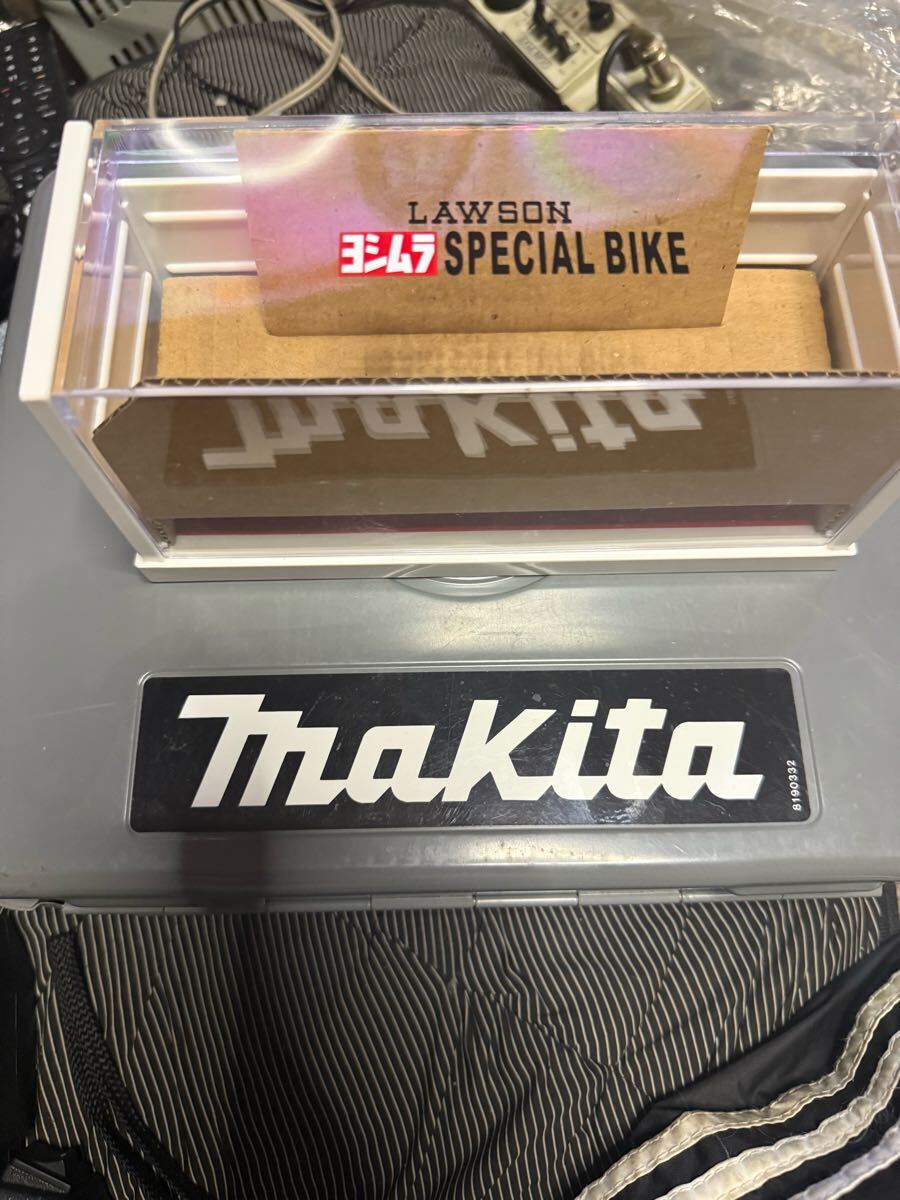 LAWSON
ヨシムラ SPECIAL BIKE
makita
makita
8190332